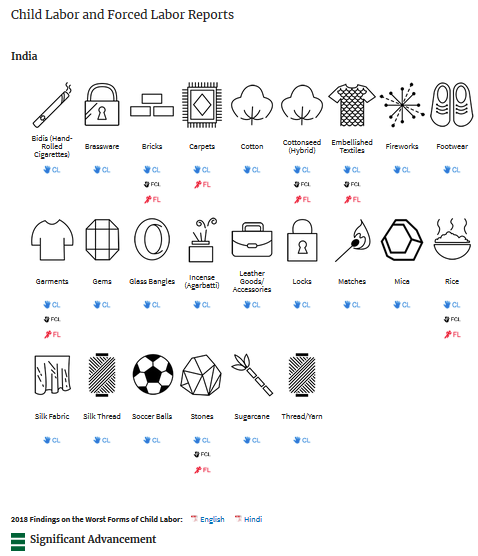 Child Labor and Forced Labor Reports
India
Bidis (Hand-
Rolled
Cigarettes)
CL
Brassware
CL
Bricks
CL
FCL
FL
Carpets
CL
FL
Cotton
CL
Cottonseed
(Hybrid)
CL
FCL
FL
Embellished
Textiles
CL
FCL
FL
Fireworks
CL
Footwear
CL
Garments
CL
FCL
FL
Gems
CL
Glass Bangles
CL
Incense
(Agarbatti)
CL
Leather
Goods/
Accessories
CL
Locks
CL
Matches
CL
Mica
CL
Rice
CL
FCL
FL
Silk Fabric
CL
Silk Thread
CL
Soccer Balls
CL
Stones
CL
FCL
FL
Sugarcane
CL
Thread/Yarn
CL
2018 Findings on the Worst Forms of Child Labor: English Hindi
Significant Advancement